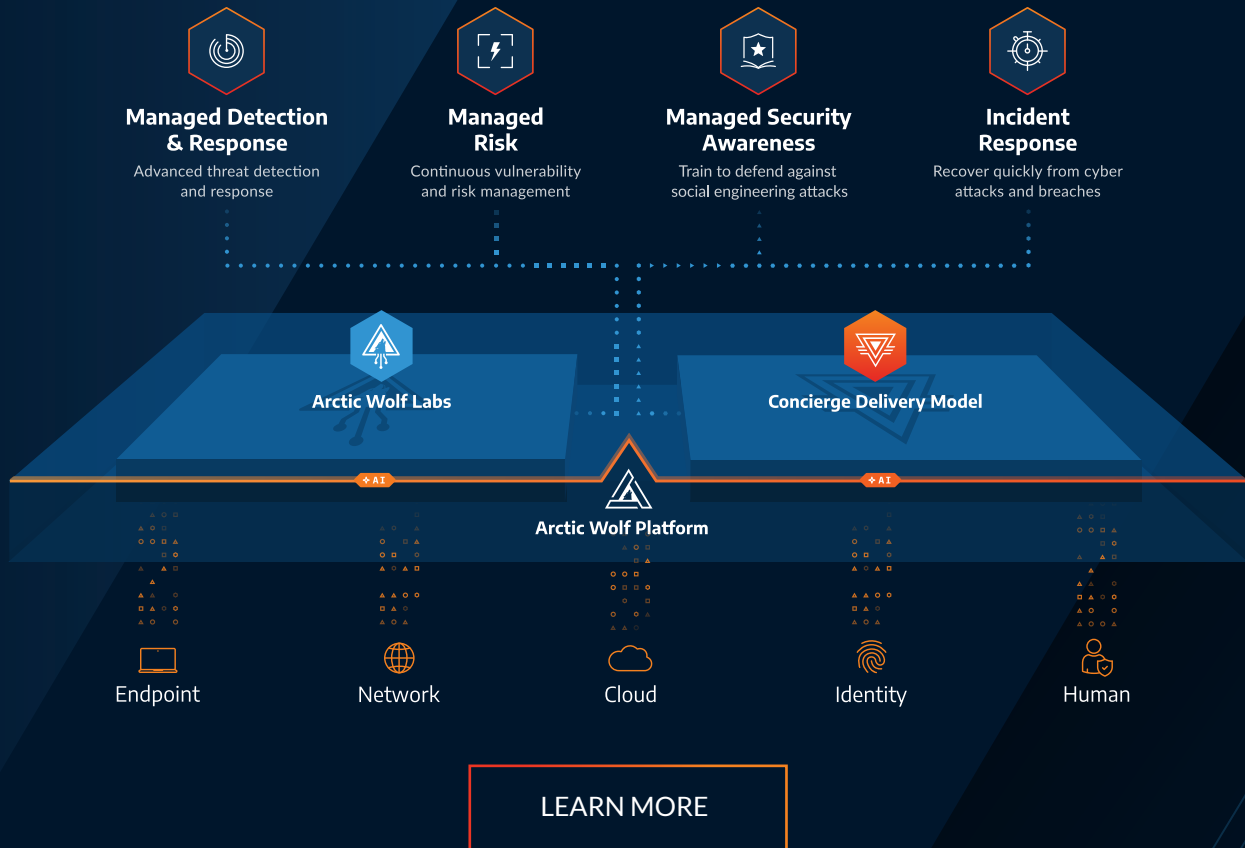 Managed Detection
& Response
Advanced threat detection
and response
Managed
Risk
Continuous vulnerability
and risk management
Managed Security
Awareness
Train to defend against
social engineering attacks
Incident
Response
Recover quickly from cyber
attacks and breaches
Arctic Wolf Labs
Concierge Delivery Model
AI
AI
Arctic Wolf Platform
Endpoint
Network
Cloud
Identity
Human
LEARN MORE